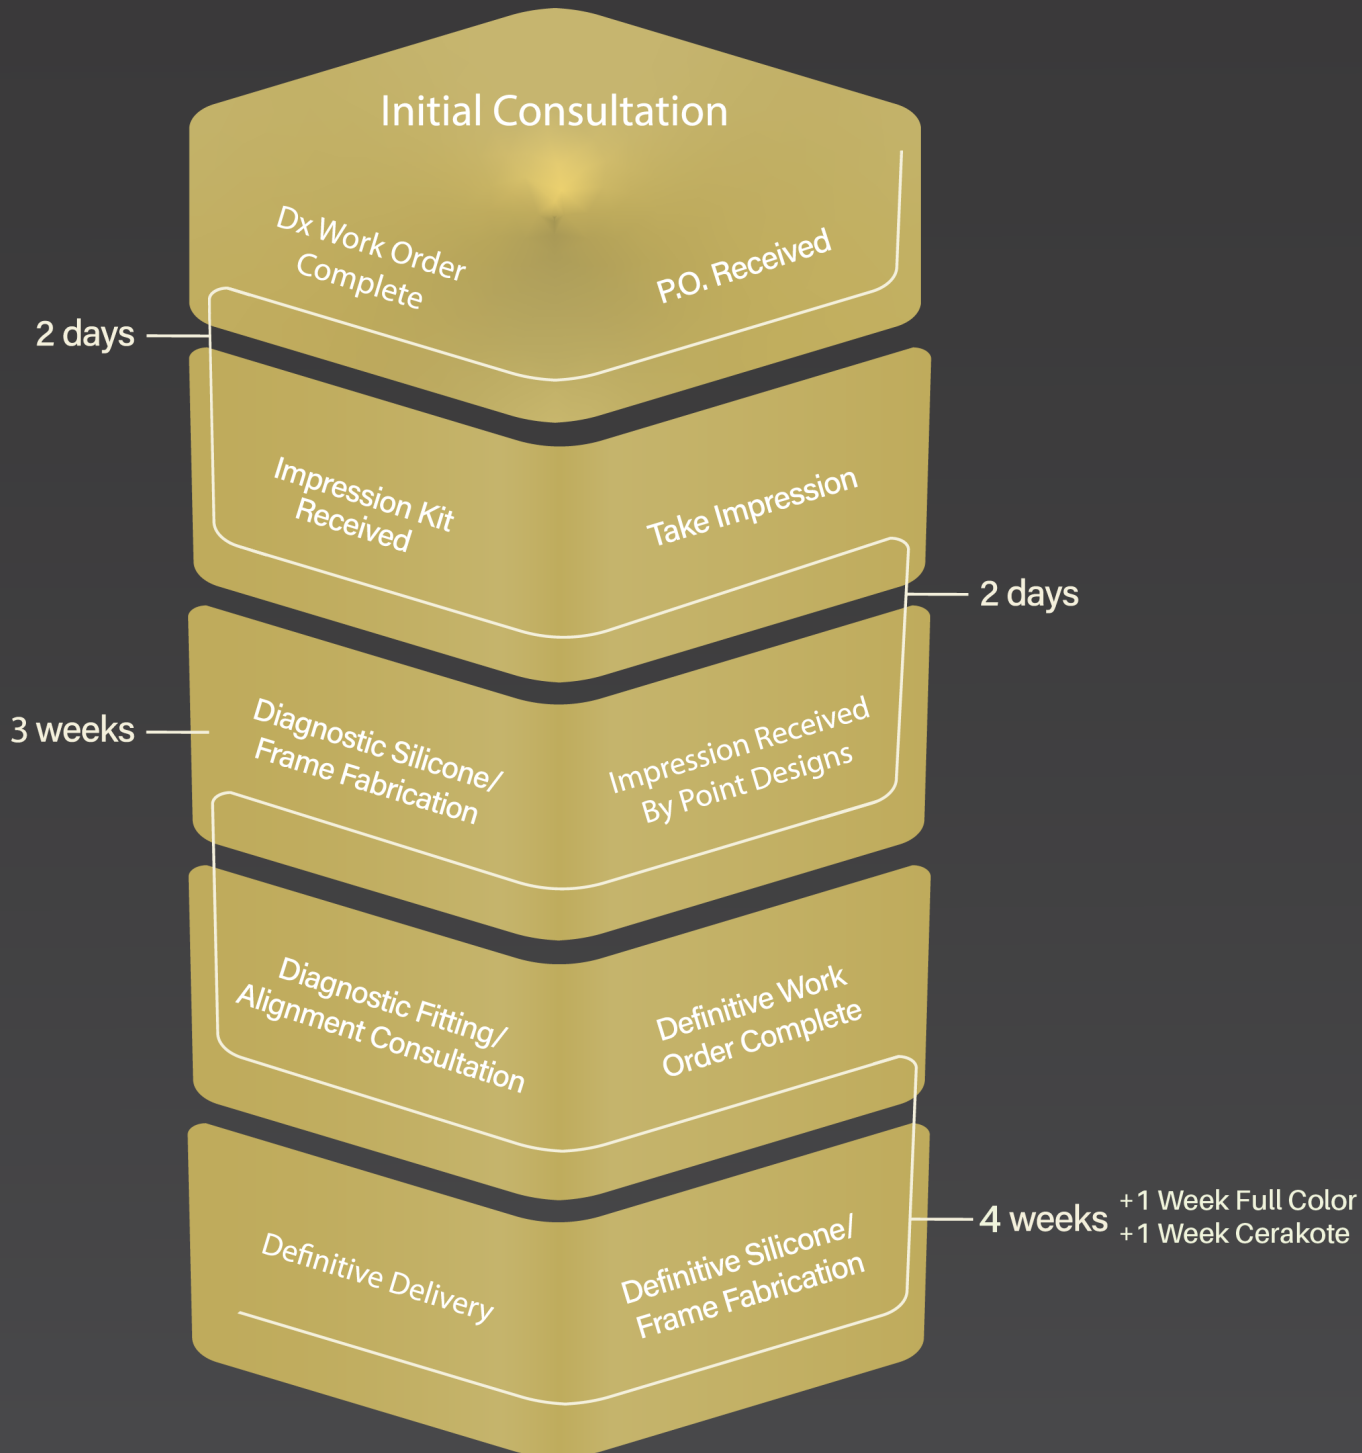 Initial Consultation
Dx Work Order
Complete
P.O. Received
2 days
Impression Kit
Received
Take Impression
2 days
3 weeks
Diagnostic Silicone/
Frame Fabrication
Impression Received
By Point Designs
Diagnostic Fitting/
Alignment Consultation
Definitive Work
Order Complete
Definitive Delivery
Definitive Silicone/
Frame Fabrication
4 weeks
+1 Week Full Color
+1 Week Cerakote